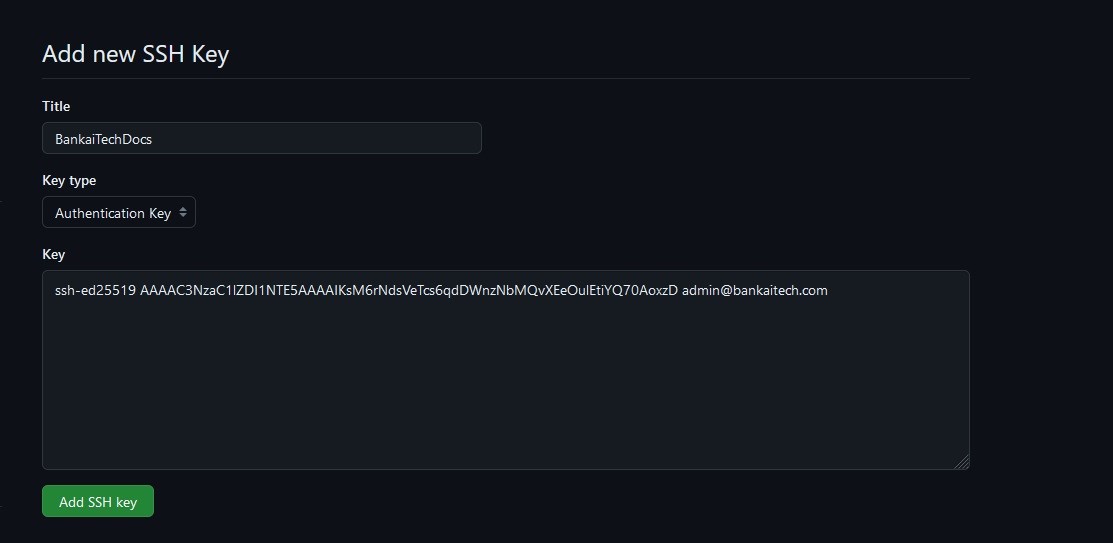 Add new SSH Key
Title
BankaiTechDocs
Key type
Authentication Key
Key
ssh-ed25519 AAAAC3NzaC1lZDI1NTE5AAAAIKsM6rNdsVeTcs6qdDWnzNbMQvXEeOulEtiYQ70AoxzD admin@bankaitech.com
Add SSH key